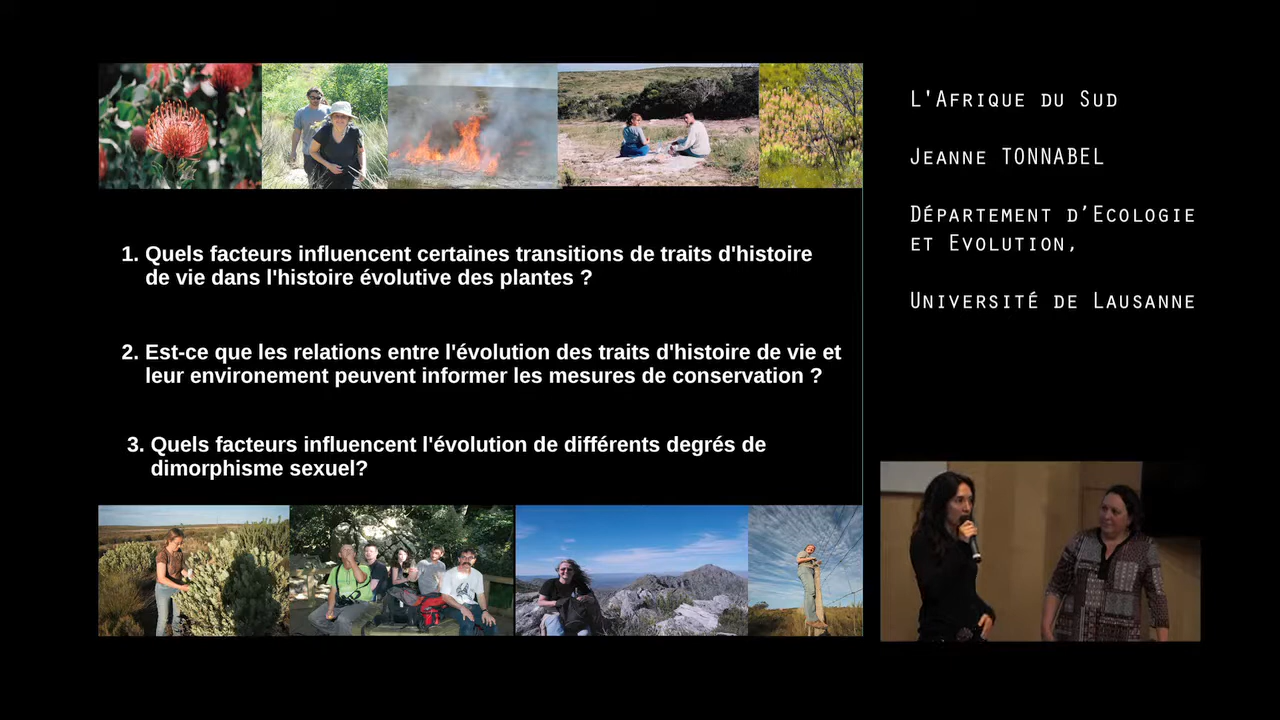 1. Quels facteurs influencent certaines transitions de traits d'histoire
de vie dans l'histoire évolutive des plantes ?
2. Est-ce que les relations entre l'évolution des traits d'histoire de vie et
leur environement peuvent informer les mesures de conservation ?
3. Quels facteurs influencent l'évolution de différents degrés de
dimorphisme sexuel?
L'Afrique du Sud
Jeanne TONNABEL
Département d’Ecologie
et Evolution,
Université de Lausanne